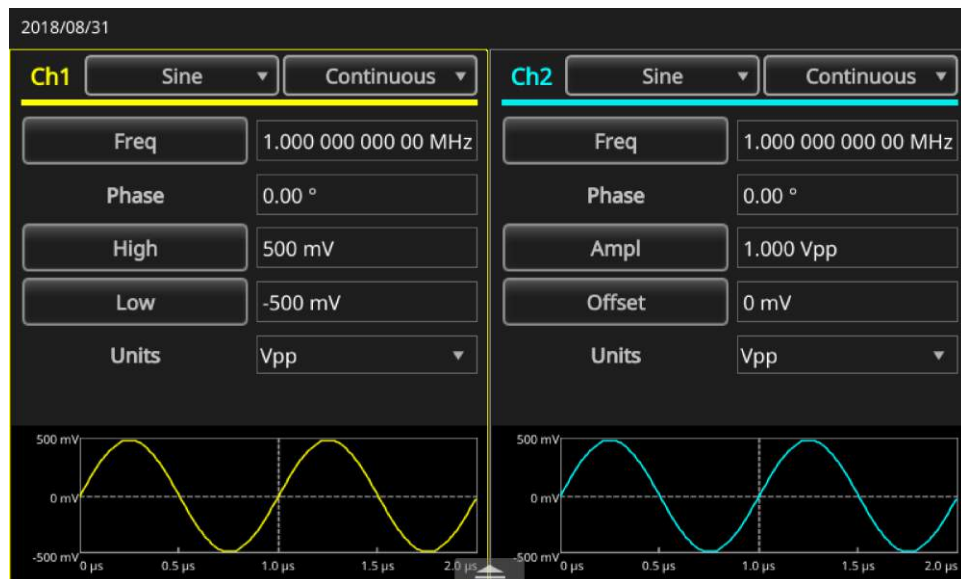 2018/08/31
Ch1 Sine Continuous
Freq 1.000 000 000 00 MHz
Phase 0.00 °
High 500 mV
Low -500 mV
Units Vpp
500 mV
0 mV
-500 mV
0 µs 0.5 µs 1.0 µs 1.5 µs 2.0 µs
Ch2 Sine Continuous
Freq 1.000 000 000 00 MHz
Phase 0.00 °
Ampl 1.000 Vpp
Offset 0 mV
Units Vpp
500 mV
0 mV
-500 mV
0 µs 0.5 µs 1.0 µs 1.5 µs 2.0 µs